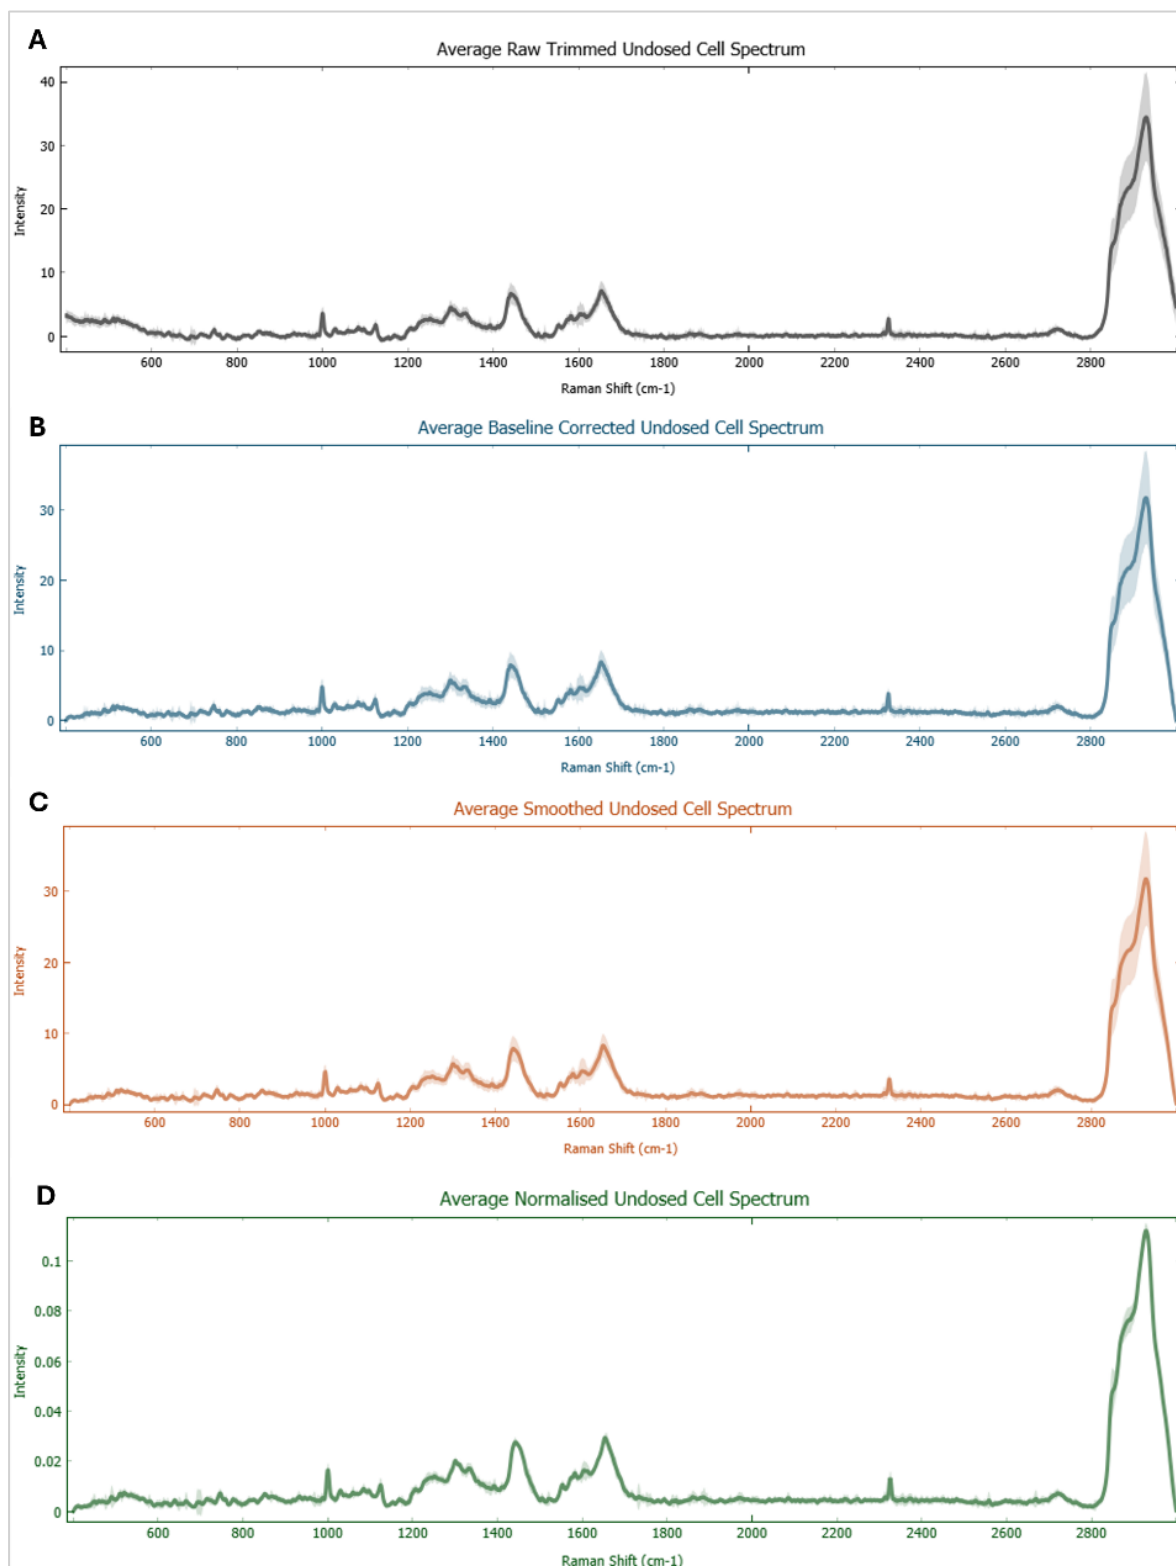 A
Average Raw Trimmed Undosed Cell Spectrum
40
30
20
10
0
Intensity
600 800 1000 1200 1400 1600 1800 2000 2200 2400 2600 2800
Raman Shift (cm-1)
B
Average Baseline Corrected Undosed Cell Spectrum
30
20
10
0
Intensity
600 800 1000 1200 1400 1600 1800 2000 2200 2400 2600 2800
Raman Shift (cm-1)
C
Average Smoothed Undosed Cell Spectrum
30
20
10
0
Intensity
600 800 1000 1200 1400 1600 1800 2000 2200 2400 2600 2800
Raman Shift (cm-1)
D
Average Normalised Undosed Cell Spectrum
0.1
0.08
0.06
0.04
0.02
0
Intensity
600 800 1000 1200 1400 1600 1800 2000 2200 2400 2600 2800
Raman Shift (cm-1)